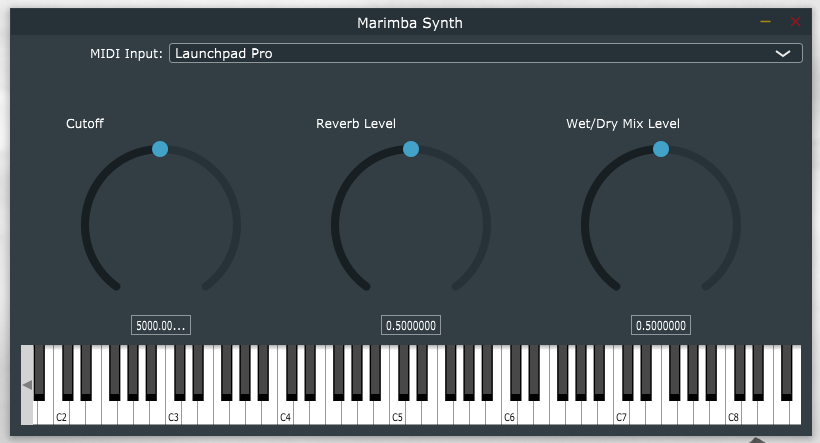 Marimba Synth
MIDI Input: Launchpad Pro
Cutoff Reverb Level Wet/Dry Mix Level
5000.00... 0.5000000 0.5000000
C2 C3 C4 C5 C6 C7 C8